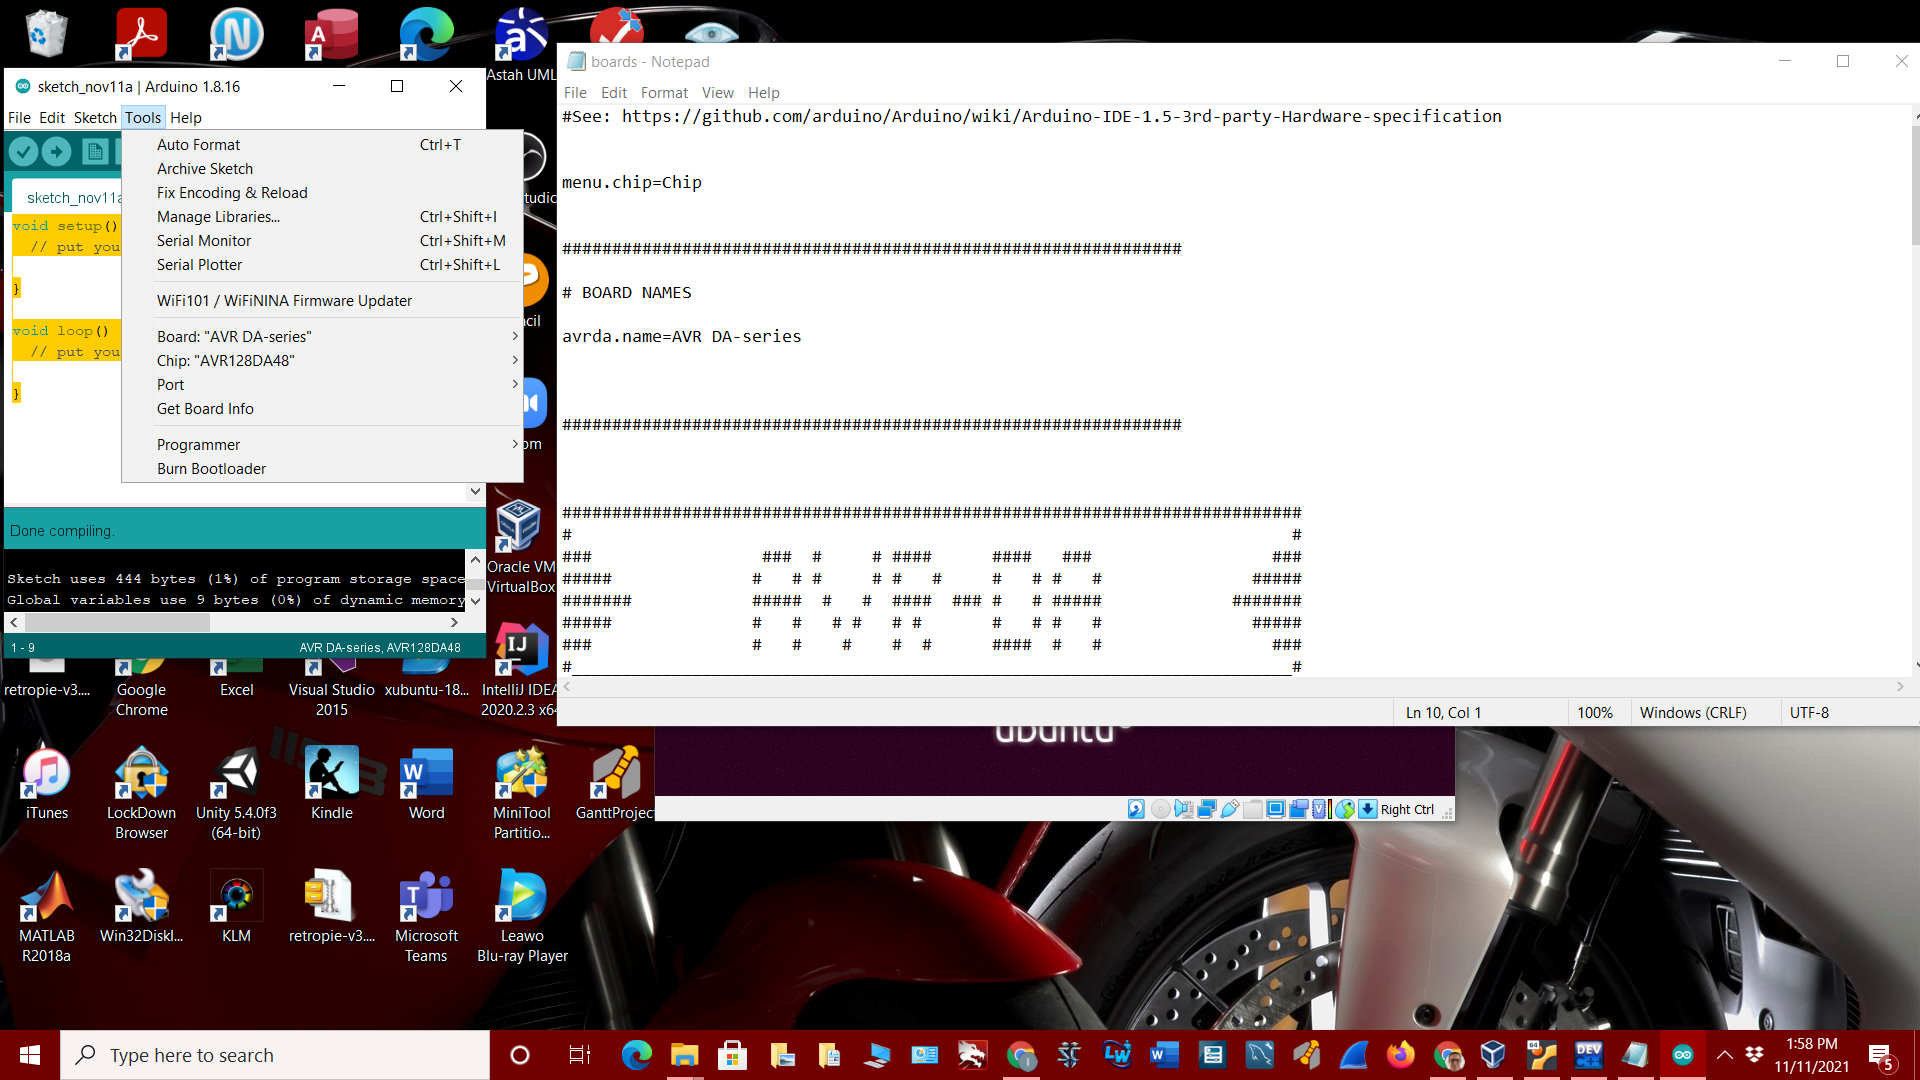 Astah UML
sketch_nov11a | Arduino 1.8.16
File Edit Sketch Tools Help
Auto Format Ctrl+T
Archive Sketch
Fix Encoding & Reload
Manage Libraries... Ctrl+Shift+I
Serial Monitor Ctrl+Shift+M
Serial Plotter Ctrl+Shift+L
WiFi101 / WiFiNINA Firmware Updater
Board: "AVR DA-series"
Chip: "AVR128DA48"
Port
Get Board Info
Programmer
Burn Bootloader
sketch_nov11a
void setup()
// put you
}
void loop()
// put you
}
Done compiling.
Sketch uses 444 bytes (1%) of program storage space
Global variables use 9 bytes (0%) of dynamic memory
1 - 9 AVR DA-series, AVR128DA48
boards - Notepad
File Edit Format View Help
#See: https://github.com/arduino/Arduino/wiki/Arduino-IDE-1.5-3rd-party-Hardware-specification
menu.chip=Chip
##############################################################
# BOARD NAMES
avrda.name=AVR DA-series
##############################################################
##########################################################################
# #
### ### # # #### #### ### ###
##### # # # # # # # # # # #####
####### ##### # # #### ### # # ##### #######
##### # # # # # # # # # # #####
### # # # # # #### # # ###
#________________________________________________________________________#
Ln 10, Col 1 100% Windows (CRLF) UTF-8
ubuntu
Right Ctrl
Oracle VM
VirtualBox
retropie-v3....
Google
Chrome
Excel
Visual Studio
2015
xubuntu-18...
IntelliJ IDEA
2020.2.3 x64
iTunes
LockDown
Browser
Unity 5.4.0f3
(64-bit)
Kindle
Word
MiniTool
Partitio...
GanttProject
MATLAB
R2018a
Win32DiskI...
KLM
retropie-v3....
Microsoft
Teams
Leawo
Blu-ray Player
Type here to search
64
DEV
1:58 PM
11/11/2021
5